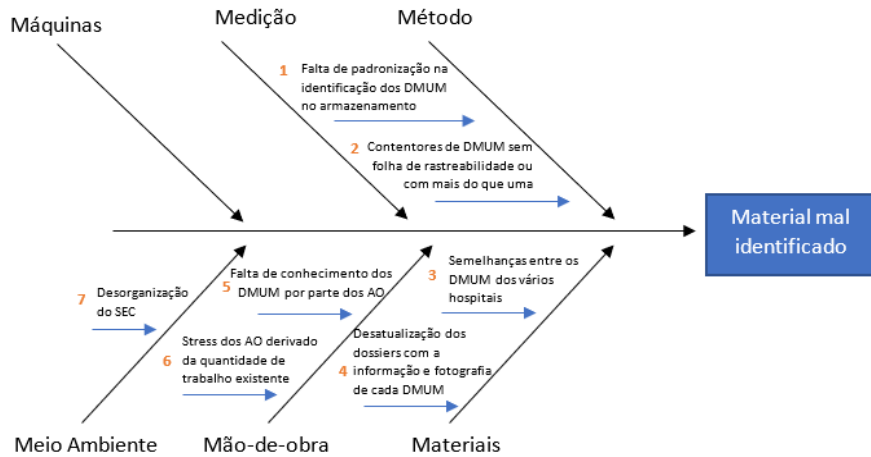 Máquinas
Medição
Método
1
Falta de padronização na
identificação dos DMUM
no armazenamento
2
Contentores de DMUM sem
folha de rastreabilidade ou
com mais do que uma
Material mal
identificado
3
Semelhanças entre os
DMUM dos vários
hospitais
5
Falta de conhecimento dos
DMUM por parte dos AO
7
Desorganização
do SEC
6
Stress dos AO derivado
da quantidade de
trabalho existente
4
Desatualização dos
dossiers com a
informação e fotografia
de cada DMUM
Meio Ambiente
Mão-de-obra
Materiais